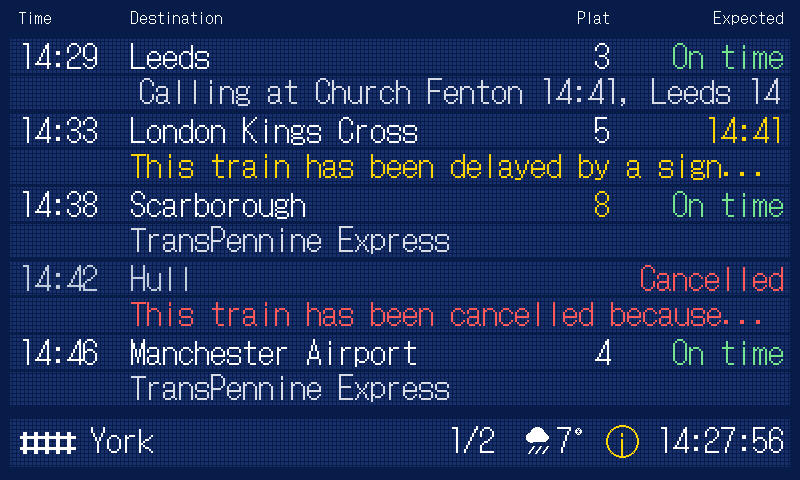 Time Destination Plat Expected
14:29 Leeds 3 On time
Calling at Church Fenton 14:41, Leeds 14
14:33 London Kings Cross 5 14:41
This train has been delayed by a sign...
14:38 Scarborough 8 On time
TransPennine Express
14:42 Hull Cancelled
This train has been cancelled because...
14:46 Manchester Airport 4 On time
TransPennine Express
York 1/2 7° i 14:27:56